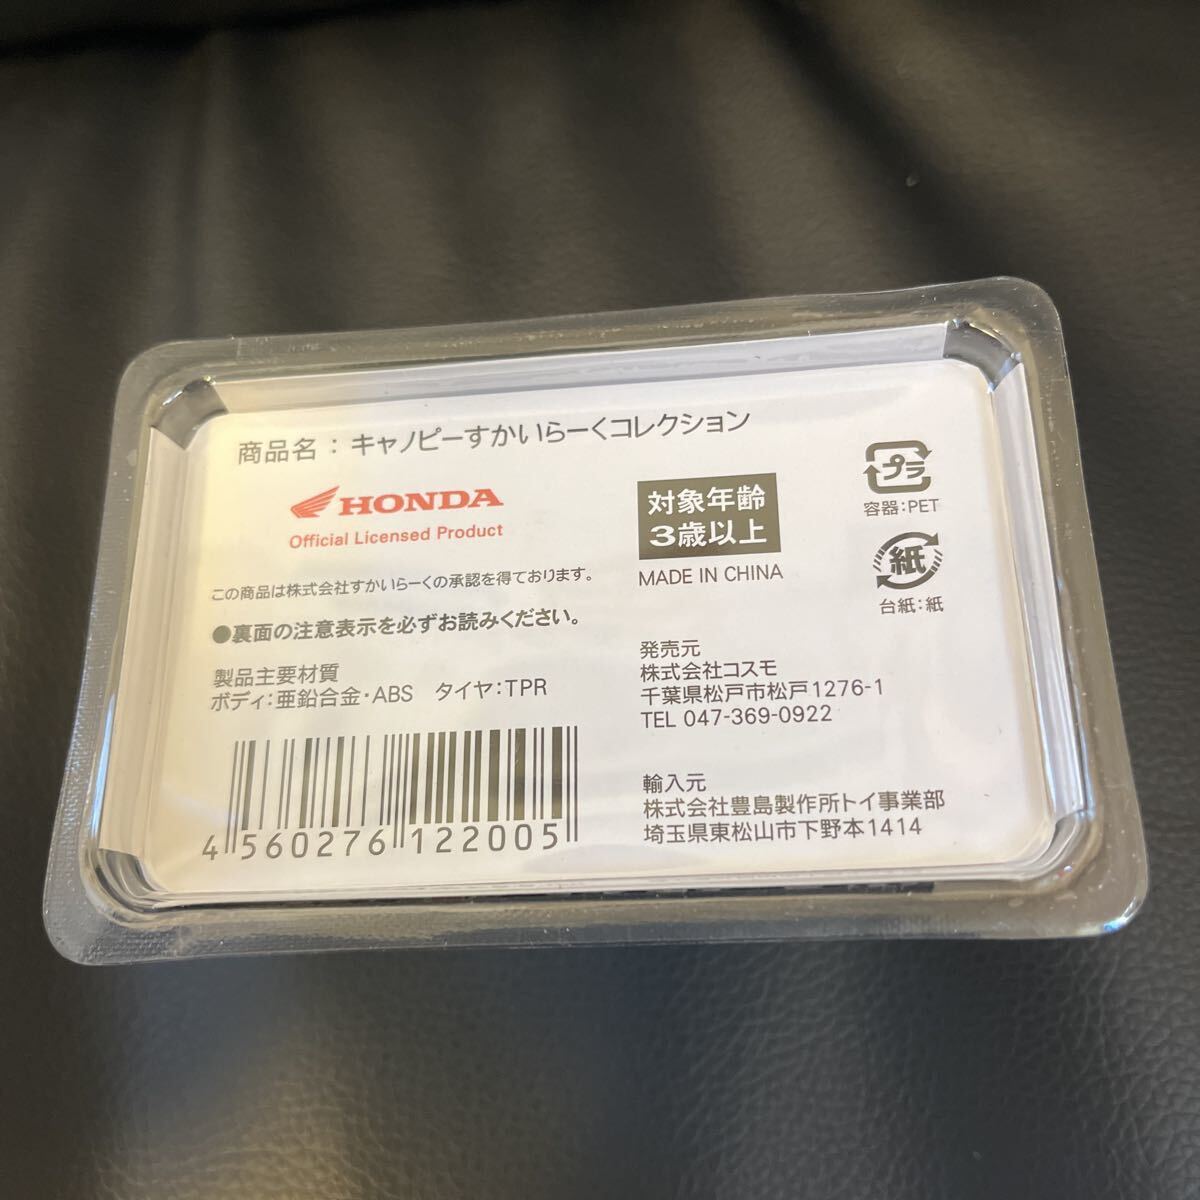 商品名：キャノピーすかいらーくコレクション
HONDA
Official Licensed Product
この商品は株式会社すかいらーくの承認を得ております。
●裏面の注意表示を必ずお読みください。
製品主要材質
ボディ：亜鉛合金・ABS　タイヤ：TPR
4 560276 122005
対象年齢
3歳以上
MADE IN CHINA
プラ
容器：PET
紙
台紙：紙
発売元
株式会社コスモ
千葉県松戸市松戸1276-1
TEL 047-369-0922
輸入元
株式会社豊島製作所トイ事業部
埼玉県東松山市下野本1414